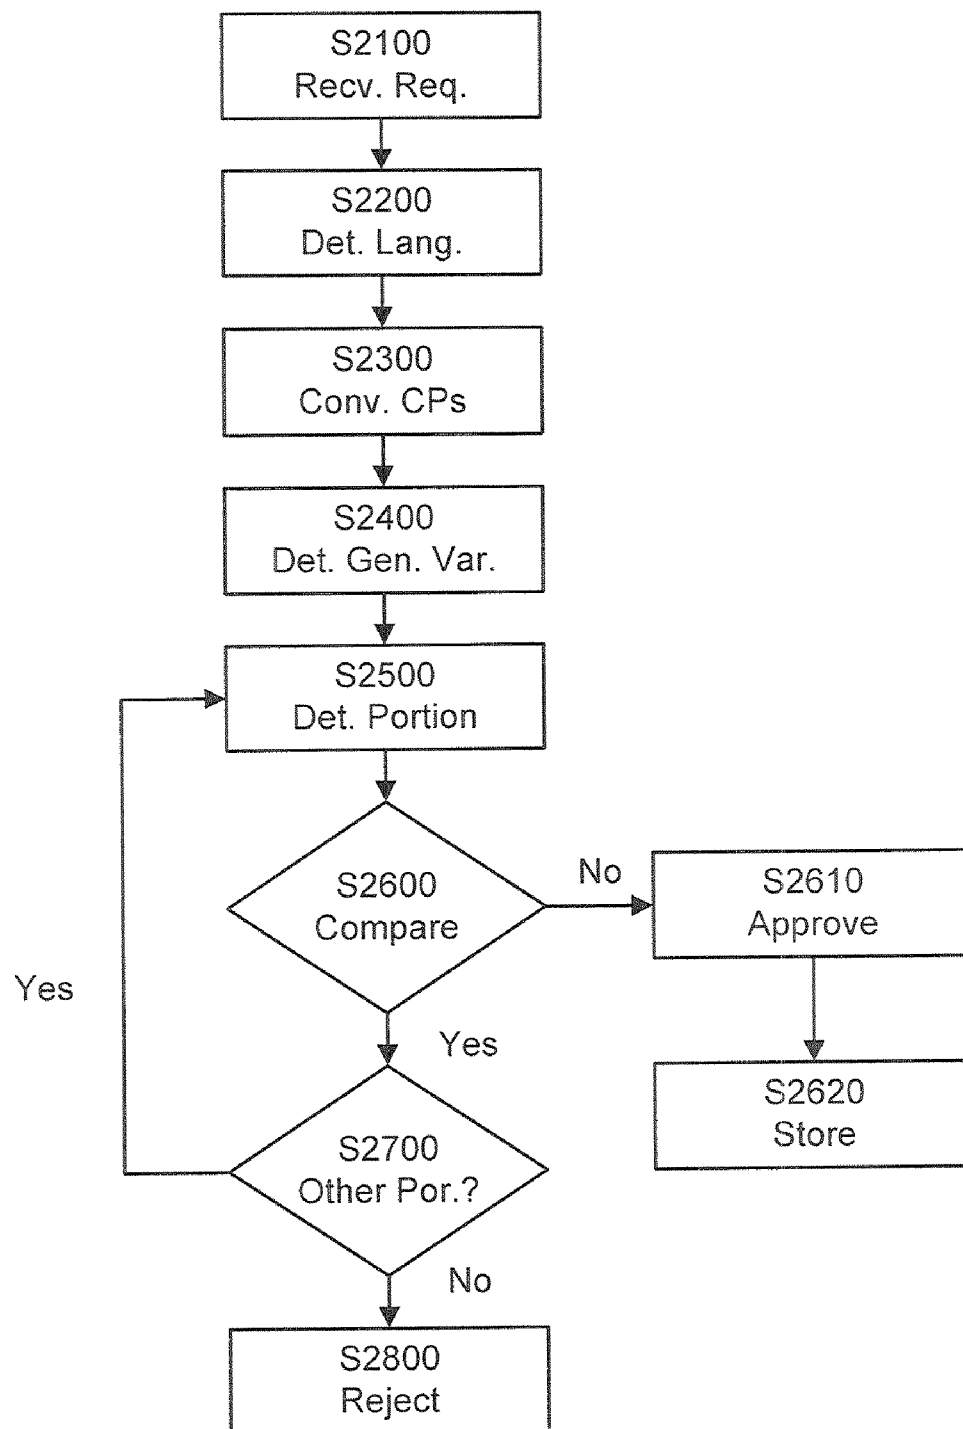 S2100
Recv. Req.
S2200
Det. Lang.
S2300
Conv. CPs
S2400
Det. Gen. Var.
S2500
Det. Portion
S2600
Compare
No
S2610
Approve
Yes
Yes
S2620
Store
S2700
Other Por.?
No
S2800
Reject